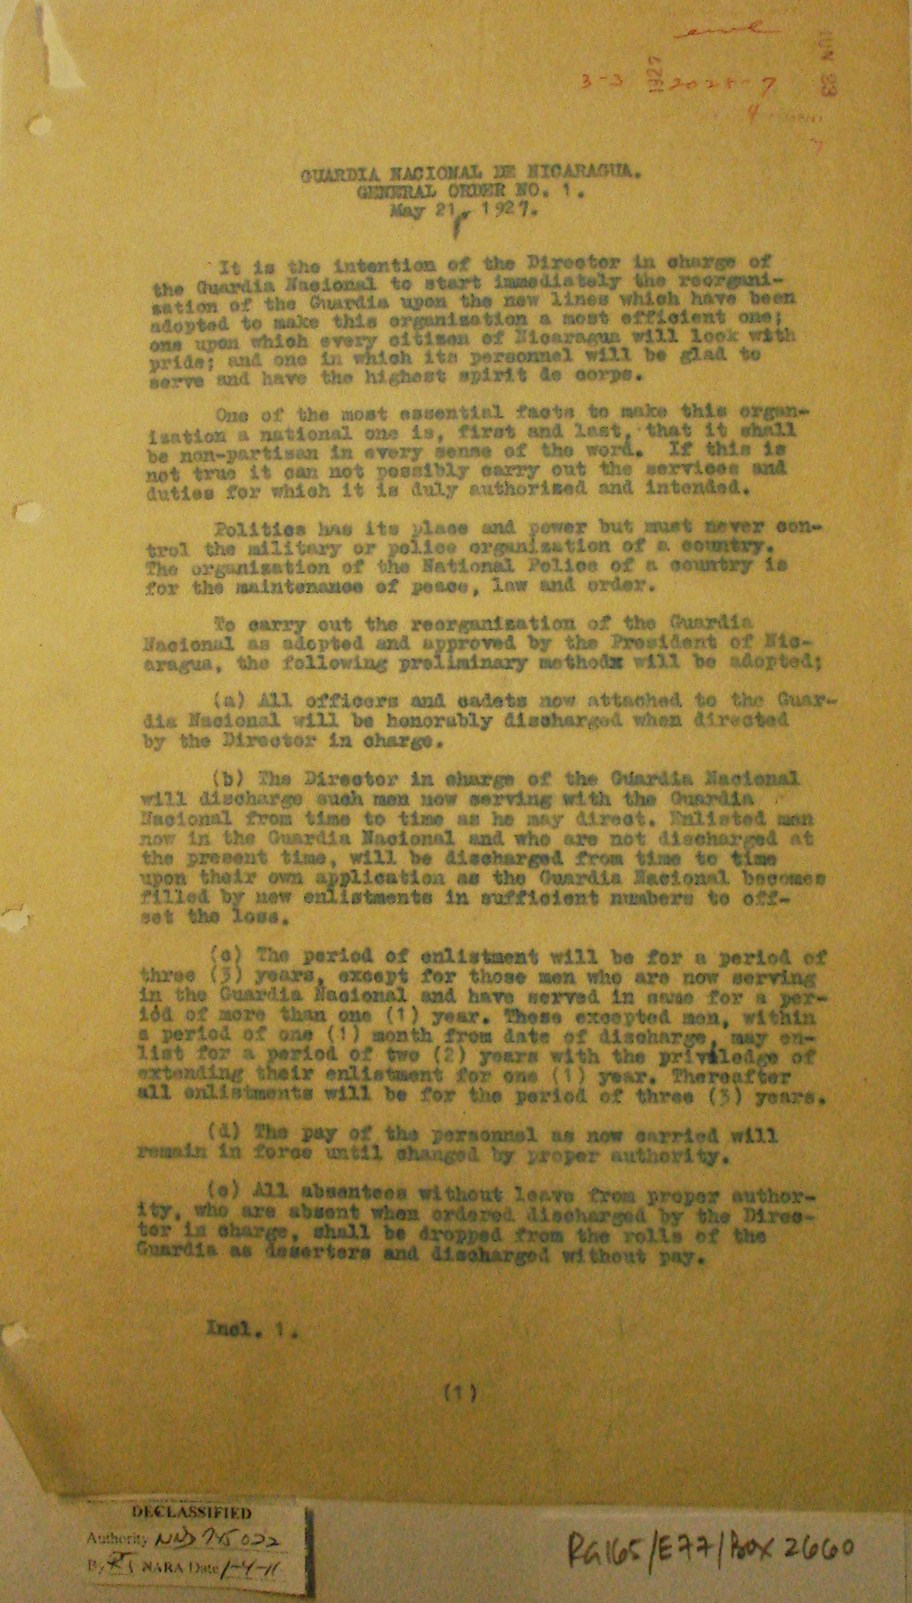 enc
JUN 23
1927
3-3 2028-7
4
GUARDIA NACIONAL DE NICARAGUA.
GENERAL ORDER NO. 1.
May 21, 1927.
It is the intention of the Director in charge of
the Guardia Nacional to start immediately the reorgani-
zation of the Guardia upon the new lines which have been
adopted to make this organization a most efficient one;
one upon which every citizen of Nicaragua will look with
pride; and one in which its personnel will be glad to
serve and have the highest spirit de corps.
One of the most essential facts to make this organ-
ization a national one is, first and last, that it shall
be non-partisan in every sense of the word. If this is
not true it can not possibly carry out the services and
duties for which it is duly authorized and intended.
Politics has its place and power but must never con-
trol the military or police organization of a country.
The organization of the National Police of a country is
for the maintenance of peace, law and order.
To carry out the reorganization of the Guardia
Nacional as adopted and approved by the President of Nic-
aragua, the following preliminary methods will be adopted;
(a) All officers and cadets now attached to the Guar-
dia Nacional will be honorably discharged when directed
by the Director in charge.
(b) The Director in charge of the Guardia Nacional
will discharge such men now serving with the Guardia
Nacional from time to time as he may direct. Enlisted men
now in the Guardia Nacional and who are not discharged at
the present time, will be discharged from time to time
upon their own application as the Guardia Nacional becomes
filled by new enlistments in sufficient numbers to off-
set the loss.
(c) The period of enlistment will be for a period of
three (3) years, except for those men who are now serving
in the Guardia Nacional and have served in same for a per-
iod of more than one (1) year. These excepted men, within
a period of one (1) month from date of discharge, may en-
list for a period of two (2) years with the priviledge of
extending their enlistment for one (1) year. Thereafter
all enlistments will be for the period of three (3) years.
(d) The pay of the personnel as now carried will
remain in force until changed by proper authority.
(e) All absentees without leave from proper author-
ity, who are absent when ordered discharged by the Direc-
tor in charge, shall be dropped from the rolls of the
Guardia as deserters and discharged without pay.
Incl. 1.
(1)
DECLASSIFIED
Authority NND 745022
By RT NARA Date 1-4-11
RG165/E77/Box 2660